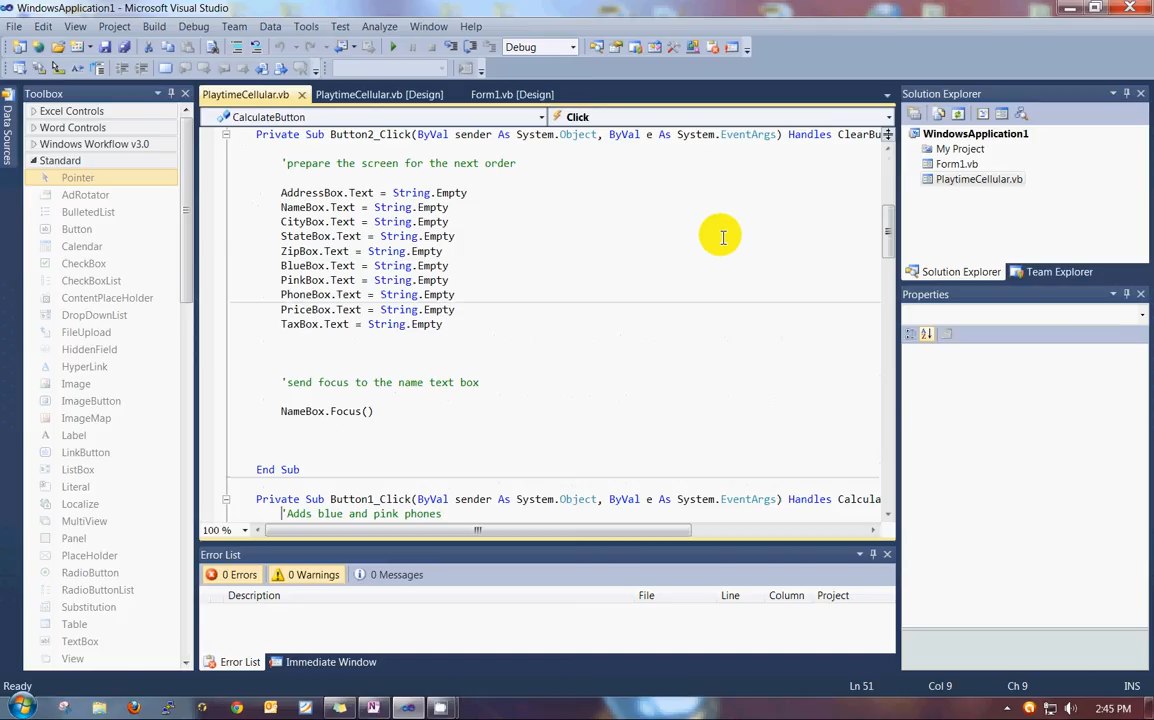 WindowsApplication1 - Microsoft Visual Studio
File Edit View Project Build Debug Team Data Tools Test Analyze Window Help
Debug
Data Sources
Toolbox
Excel Controls
Word Controls
Windows Workflow v3.0
Standard
Pointer
AdRotator
BulletedList
Button
Calendar
CheckBox
CheckBoxList
ContentPlaceHolder
DropDownList
FileUpload
HiddenField
HyperLink
Image
ImageButton
ImageMap
Label
LinkButton
ListBox
Literal
Localize
MultiView
Panel
PlaceHolder
RadioButton
RadioButtonList
Substitution
Table
TextBox
View
PlaytimeCellular.vb PlaytimeCellular.vb [Design] Form1.vb [Design]
CalculateButton Click
Private Sub Button2_Click(ByVal sender As System.Object, ByVal e As System.EventArgs) Handles ClearBu
'prepare the screen for the next order
AddressBox.Text = String.Empty
NameBox.Text = String.Empty
CityBox.Text = String.Empty
StateBox.Text = String.Empty
ZipBox.Text = String.Empty
BlueBox.Text = String.Empty
PinkBox.Text = String.Empty
PhoneBox.Text = String.Empty
PriceBox.Text = String.Empty
TaxBox.Text = String.Empty
'send focus to the name text box
NameBox.Focus()
End Sub
Private Sub Button1_Click(ByVal sender As System.Object, ByVal e As System.EventArgs) Handles Calcula
'Adds blue and pink phones
100 %
Error List
0 Errors 0 Warnings 0 Messages
Description File Line Column Project
Error List Immediate Window
Solution Explorer
WindowsApplication1
My Project
Form1.vb
PlaytimeCellular.vb
Solution Explorer Team Explorer
Properties
Ready Ln 51 Col 9 Ch 9 INS
2:45 PM